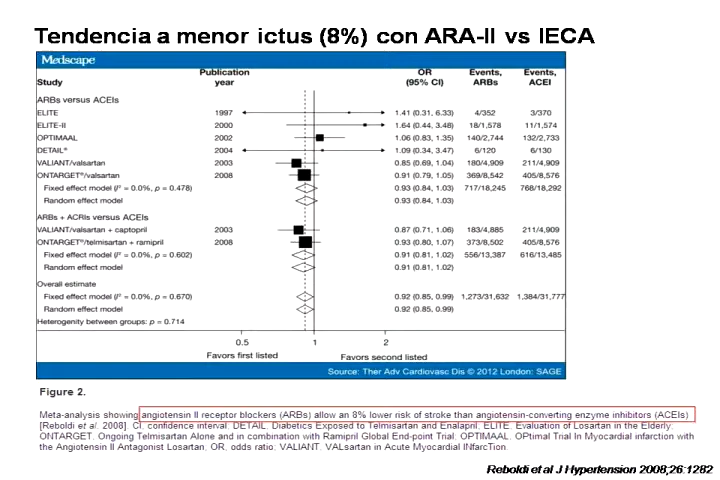 Tendencia a menor ictus (8%) con ARA-II vs IECA
Medscape
Publication OR Events, Events,
Study year (95% CI) ARBs ACEI
ARBs versus ACEIs
ELITE 1997 1.41 (0.31, 6.33) 4/352 3/370
ELITE-II 2000 1.64 (0.44, 3.48) 18/1,578 11/1,574
OPTIMAAL 2002 1.06 (0.83, 1.35) 140/2,744 132/2,733
DETAIL® 2004 1.09 (0.34, 3.47) 6/120 6/130
VALIANT/valsartan 2003 0.85 (0.69, 1.04) 180/4,909 211/4,909
ONTARGET®/valsartan 2008 0.91 (0.79, 1.05) 369/8,542 405/8,576
Fixed effect model (I² = 0.0%, p = 0.478) 0.93 (0.84, 1.03) 717/18,245 768/18,292
Random effect model 0.93 (0.84, 1.03)
ARBs + ACRIs versus ACEIs
VALIANT/valsartan + captopril 2003 0.87 (0.71, 1.06) 183/4,885 211/4,909
ONTARGET®/telmisartan + ramipril 2008 0.93 (0.80, 1.07) 373/8,502 405/8,576
Fixed effect model (I² = 0.0%, p = 0.602) 0.91 (0.81, 1.02) 556/13,387 616/13,485
Random effect model 0.91 (0.81, 1.02)
Overall estimate
Fixed effect model (I² = 0.0%, p = 0.670) 0.92 (0.85, 0.99) 1,273/31,632 1,384/31,777
Random effect model 0.92 (0.85, 0.99)
Heterogenity between groups: p = 0.714
0.5 1 2
Favors first listed Favors second listed
Source: Ther Adv Cardiovasc Dis © 2012 London: SAGE
Figure 2.
Meta-analysis showing angiotensin II receptor blockers (ARBs) allow an 8% lower risk of stroke than angiotensin-converting enzyme inhibitors (ACEIs)
[Reboldi et al. 2008]. CI, confidence interval; DETAIL, Diabetics Exposed to Telmisartan and Enalapril; ELITE, Evaluation of Losartan in the Elderly;
ONTARGET, Ongoing Telmisartan Alone and in combination with Ramipril Global End-point Trial; OPTIMAAL, OPtimal Trial In Myocardial infarction with
the Angiotensin II Antagonist Losartan; OR, odds ratio; VALIANT, VALsartan in Acute Myocardial INfarcTion.
Reboldi et al J Hypertension 2008;26:1282